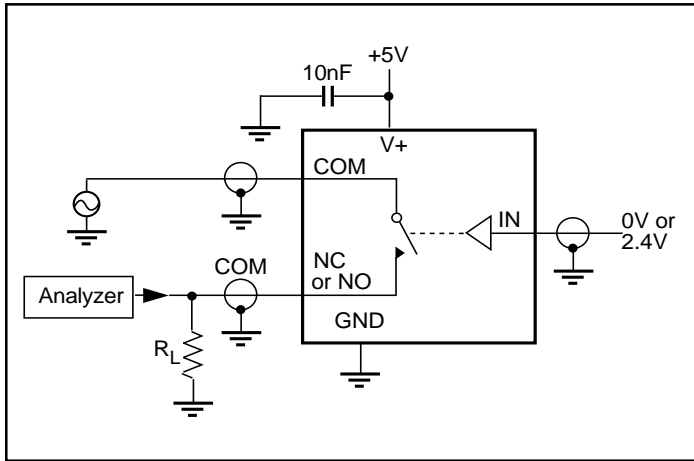 +5V
10nF
V+
COM
IN
0V or
2.4V
COM
NC
or NO
Analyzer
GND
RL